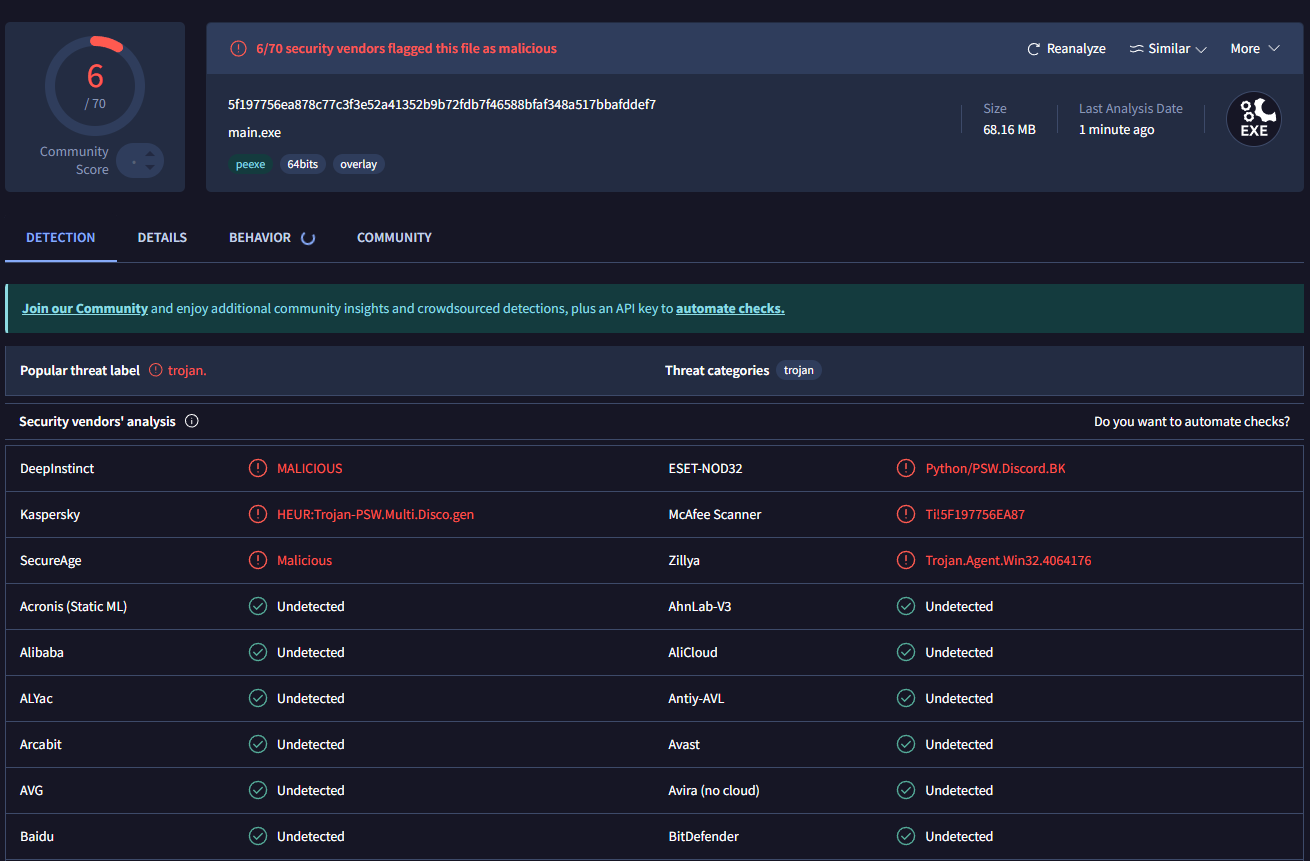 6
/ 70
Community
Score
6/70 security vendors flagged this file as malicious
Reanalyze
Similar
More
5f197756ea878c77c3f3e52a41352b9b72fdb7f46588bfaf348a517bbafddef7
main.exe
peexe
64bits
overlay
Size
68.16 MB
Last Analysis Date
1 minute ago
EXE
DETECTION
DETAILS
BEHAVIOR
COMMUNITY
Join our Community and enjoy additional community insights and crowdsourced detections, plus an API key to automate checks.
Popular threat label
trojan.
Threat categories
trojan
Security vendors' analysis
Do you want to automate checks?
DeepInstinct
MALICIOUS
ESET-NOD32
Python/PSW.Discord.BK
Kaspersky
HEUR:Trojan-PSW.Multi.Disco.gen
McAfee Scanner
Ti!5F197756EA87
SecureAge
Malicious
Zillya
Trojan.Agent.Win32.4064176
Acronis (Static ML)
Undetected
AhnLab-V3
Undetected
Alibaba
Undetected
AliCloud
Undetected
ALYac
Undetected
Antiy-AVL
Undetected
Arcabit
Undetected
Avast
Undetected
AVG
Undetected
Avira (no cloud)
Undetected
Baidu
Undetected
BitDefender
Undetected